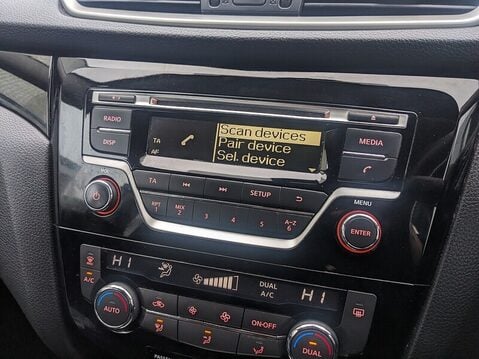 RADIO
DISP
TA
AF
Scan devices
Pair device
Sel. device
MEDIA
VOL
TA
SETUP
MENU
RPT
1
MIX
2
3
4
5
A-Z
6
ENTER
HI
DUAL
A/C
HI
AUTO
ON·OFF
DUAL